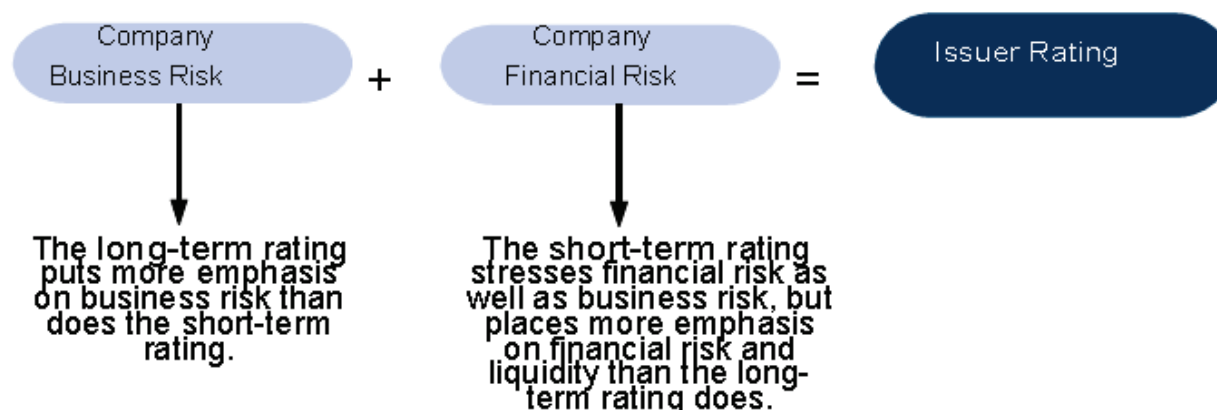 Company
Business Risk
+
Company
Financial Risk
=
Issuer Rating
The long-term rating
puts more emphasis
on business risk than
does the short-term
rating.
The short-term rating
stresses financial risk as
well as business risk, but
places more emphasis
on financial risk and
liquidity than the long-
term rating does.